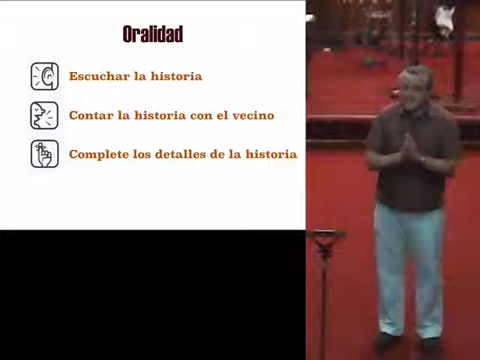 Oralidad
Escuchar la historia
Contar la historia con el vecino
Complete los detalles de la historia